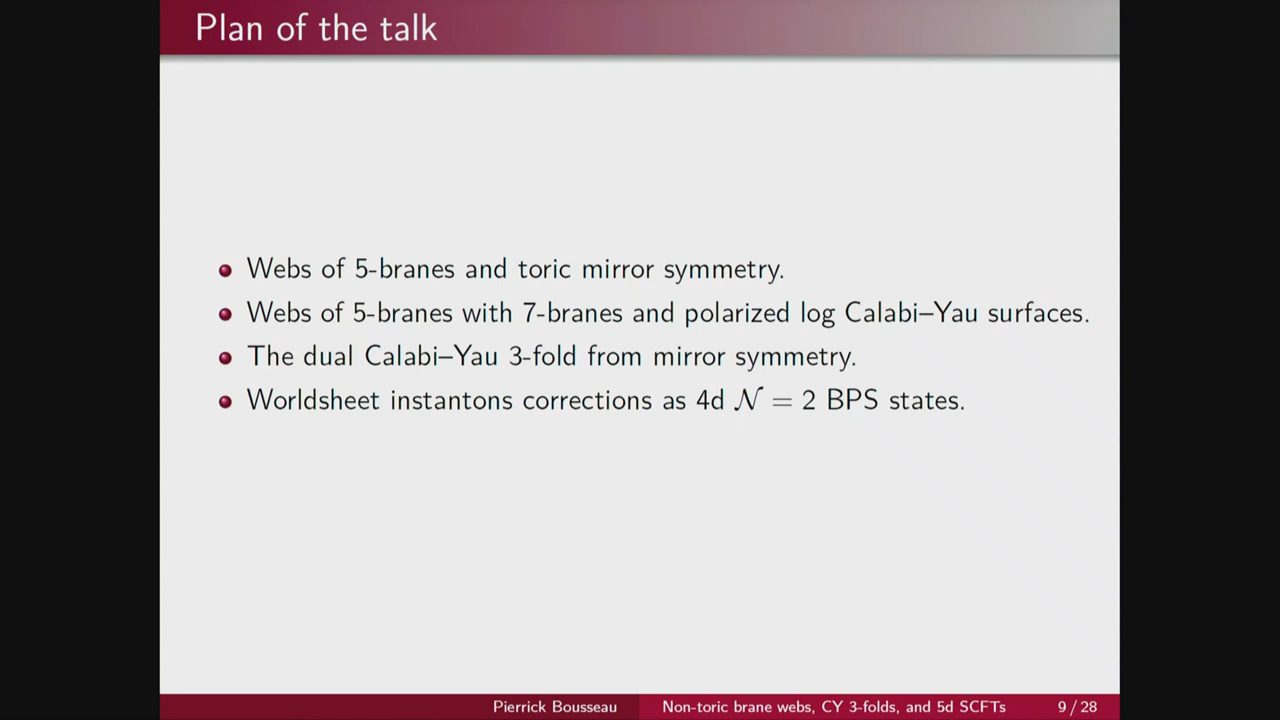 Plan of the talk
Webs of 5-branes and toric mirror symmetry.
Webs of 5-branes with 7-branes and polarized log Calabi–Yau surfaces.
The dual Calabi–Yau 3-fold from mirror symmetry.
Worldsheet instantons corrections as 4d 𝒩 = 2 BPS states.
Pierrick Bousseau Non-toric brane webs, CY 3-folds, and 5d SCFTs 9 / 28